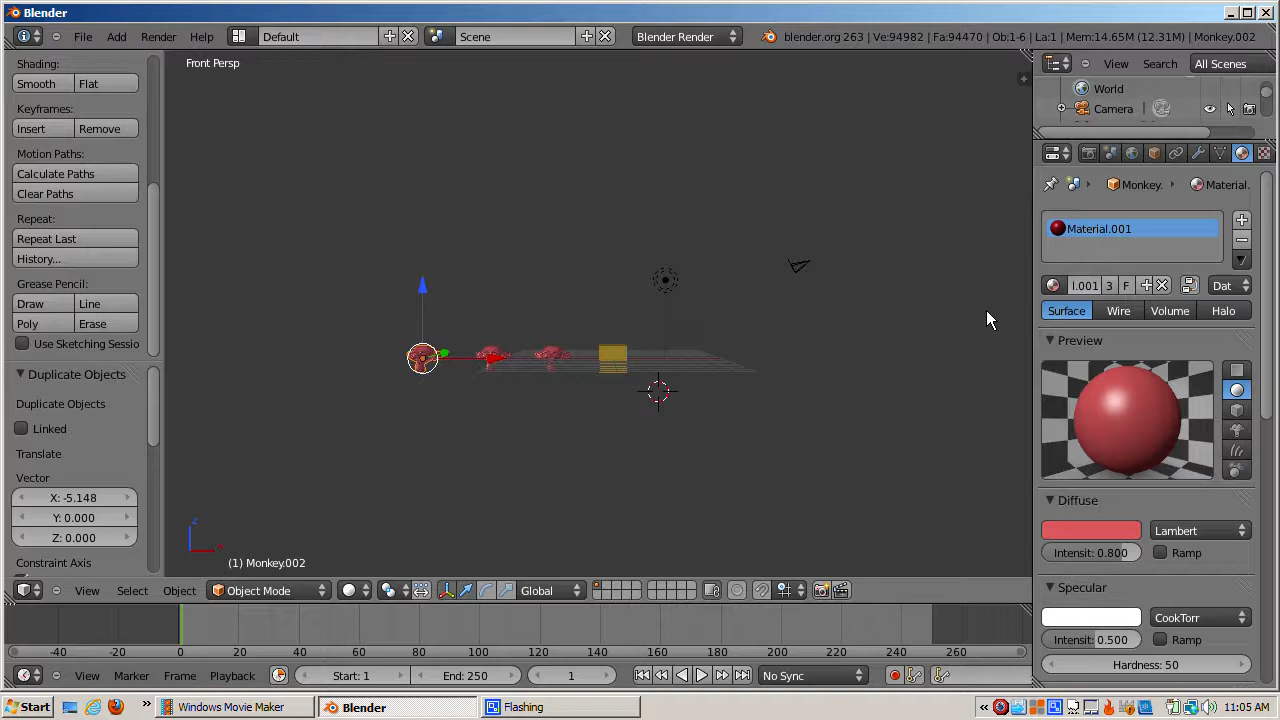 Blender
File Add Render Help Default Scene Blender Render blender.org 263 | Ve:94982 | Fa:94470 | Ob:1-6 | La:1 | Mem:14.65M (12.31M) | Monkey.002
Shading:
Smooth Flat
Keyframes:
Insert Remove
Motion Paths:
Calculate Paths
Clear Paths
Repeat:
Repeat Last
History...
Grease Pencil:
Draw Line
Poly Erase
Use Sketching Sessio
Duplicate Objects
Duplicate Objects
Linked
Translate
Vector
X: -5.148
Y: 0.000
Z: 0.000
Constraint Axis
Front Persp
z
(1) Monkey.002
View Select Object Object Mode Global
View Search All Scenes
World
Camera
Monkey. Material.
Material.001
I.001 3 F Dat
Surface Wire Volume Halo
Preview
Diffuse
Lambert
Intensit: 0.800 Ramp
Specular
CookTorr
Intensit: 0.500 Ramp
Hardness: 50
-40 -20 0 20 40 60 80 100 120 140 160 180 200 220 240 260
View Marker Frame Playback Start: 1 End: 250 1 No Sync
Start » Windows Movie Maker Blender Flashing « 11:05 AM